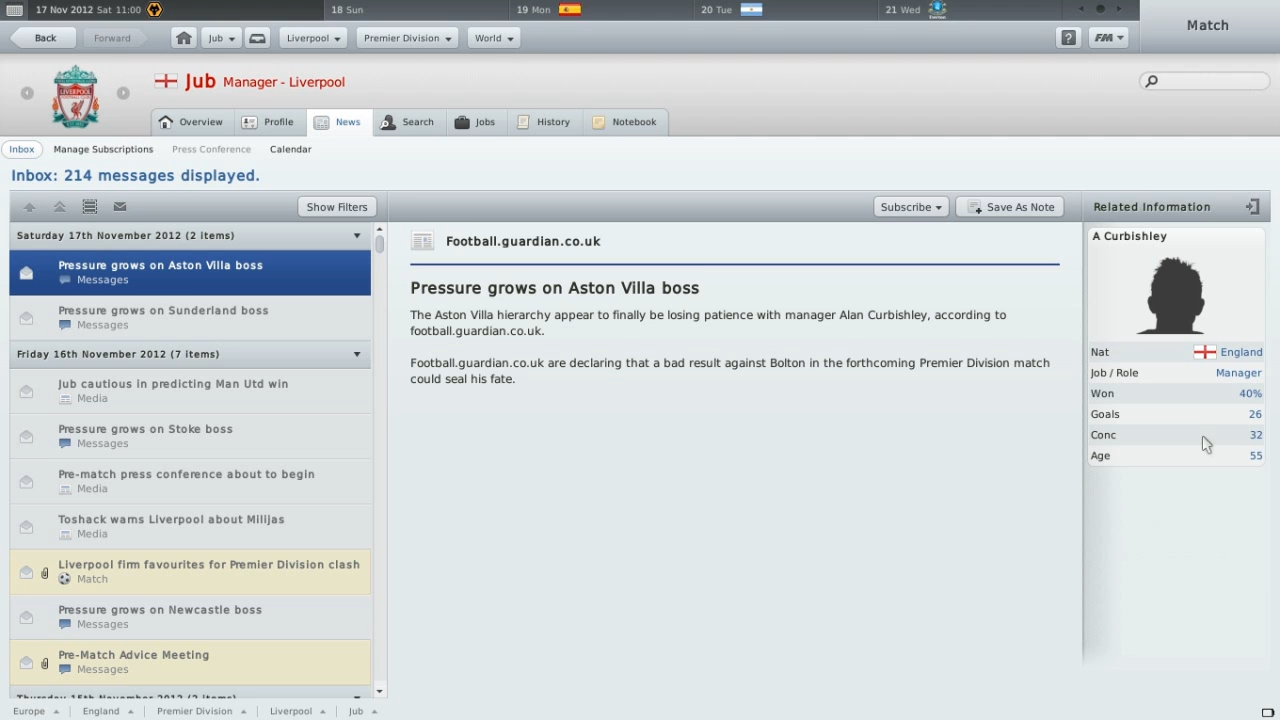 17 Nov 2012 Sat 11:00
18 Sun
19 Mon
20 Tue
21 Wed
Match
Back
Forward
Job
Liverpool
Premier Division
World
?
FM
Jub Manager - Liverpool
Overview
Profile
News
Search
Jobs
History
Notebook
Inbox
Manage Subscriptions
Press Conference
Calendar
Inbox: 214 messages displayed.
Show Filters
Subscribe
Save As Note
Related Information
Saturday 17th November 2012 (2 items)
Pressure grows on Aston Villa boss
Messages
Pressure grows on Sunderland boss
Messages
Friday 16th November 2012 (7 items)
Jub cautious in predicting Man Utd win
Media
Pressure grows on Stoke boss
Messages
Pre-match press conference about to begin
Media
Toshack warns Liverpool about Milijas
Media
Liverpool firm favourites for Premier Division clash
Match
Pressure grows on Newcastle boss
Messages
Pre-Match Advice Meeting
Messages
Thursday 15th November 2012 (2 items)
Football.guardian.co.uk
Pressure grows on Aston Villa boss
The Aston Villa hierarchy appear to finally be losing patience with manager Alan Curbishley, according to
football.guardian.co.uk.
Football.guardian.co.uk are declaring that a bad result against Bolton in the forthcoming Premier Division match
could seal his fate.
A Curbishley
Nat England
Job / Role Manager
Won 40%
Goals 26
Conc 32
Age 55
Europe
England
Premier Division
Liverpool
Jub